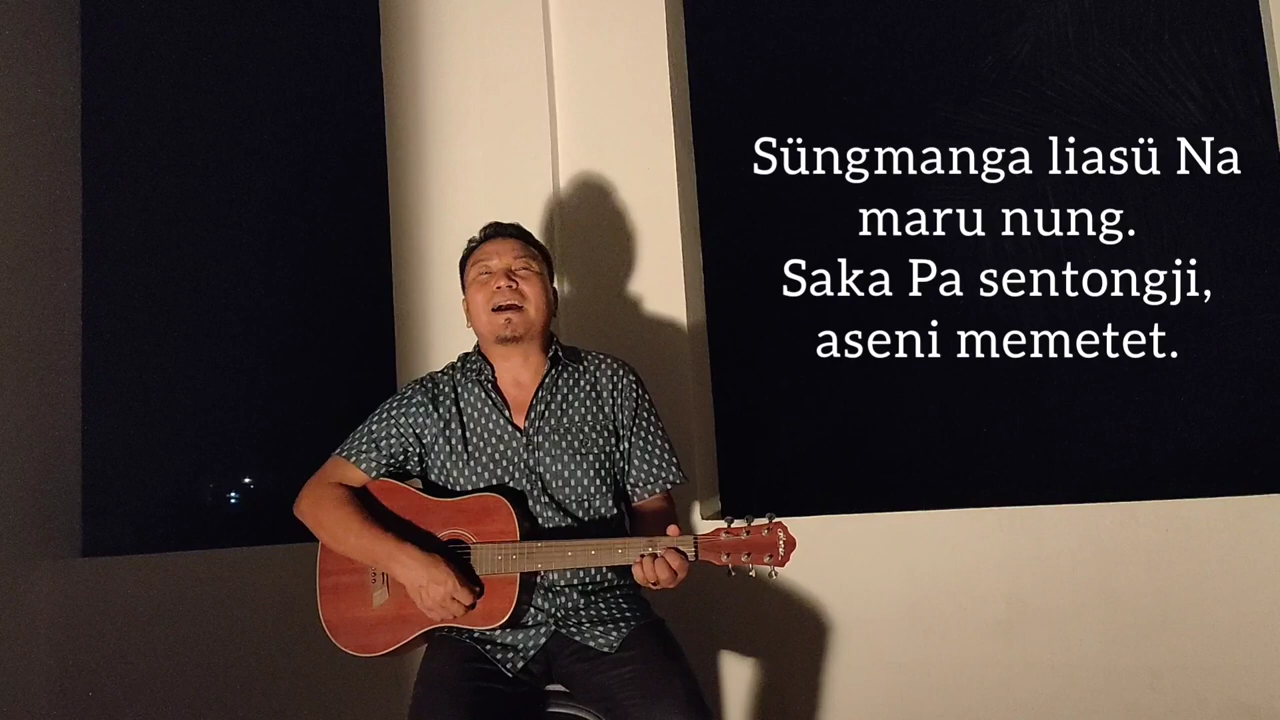 Süngmanga liasü Na
maru nung.
Saka Pa sentongji,
aseni memetet.